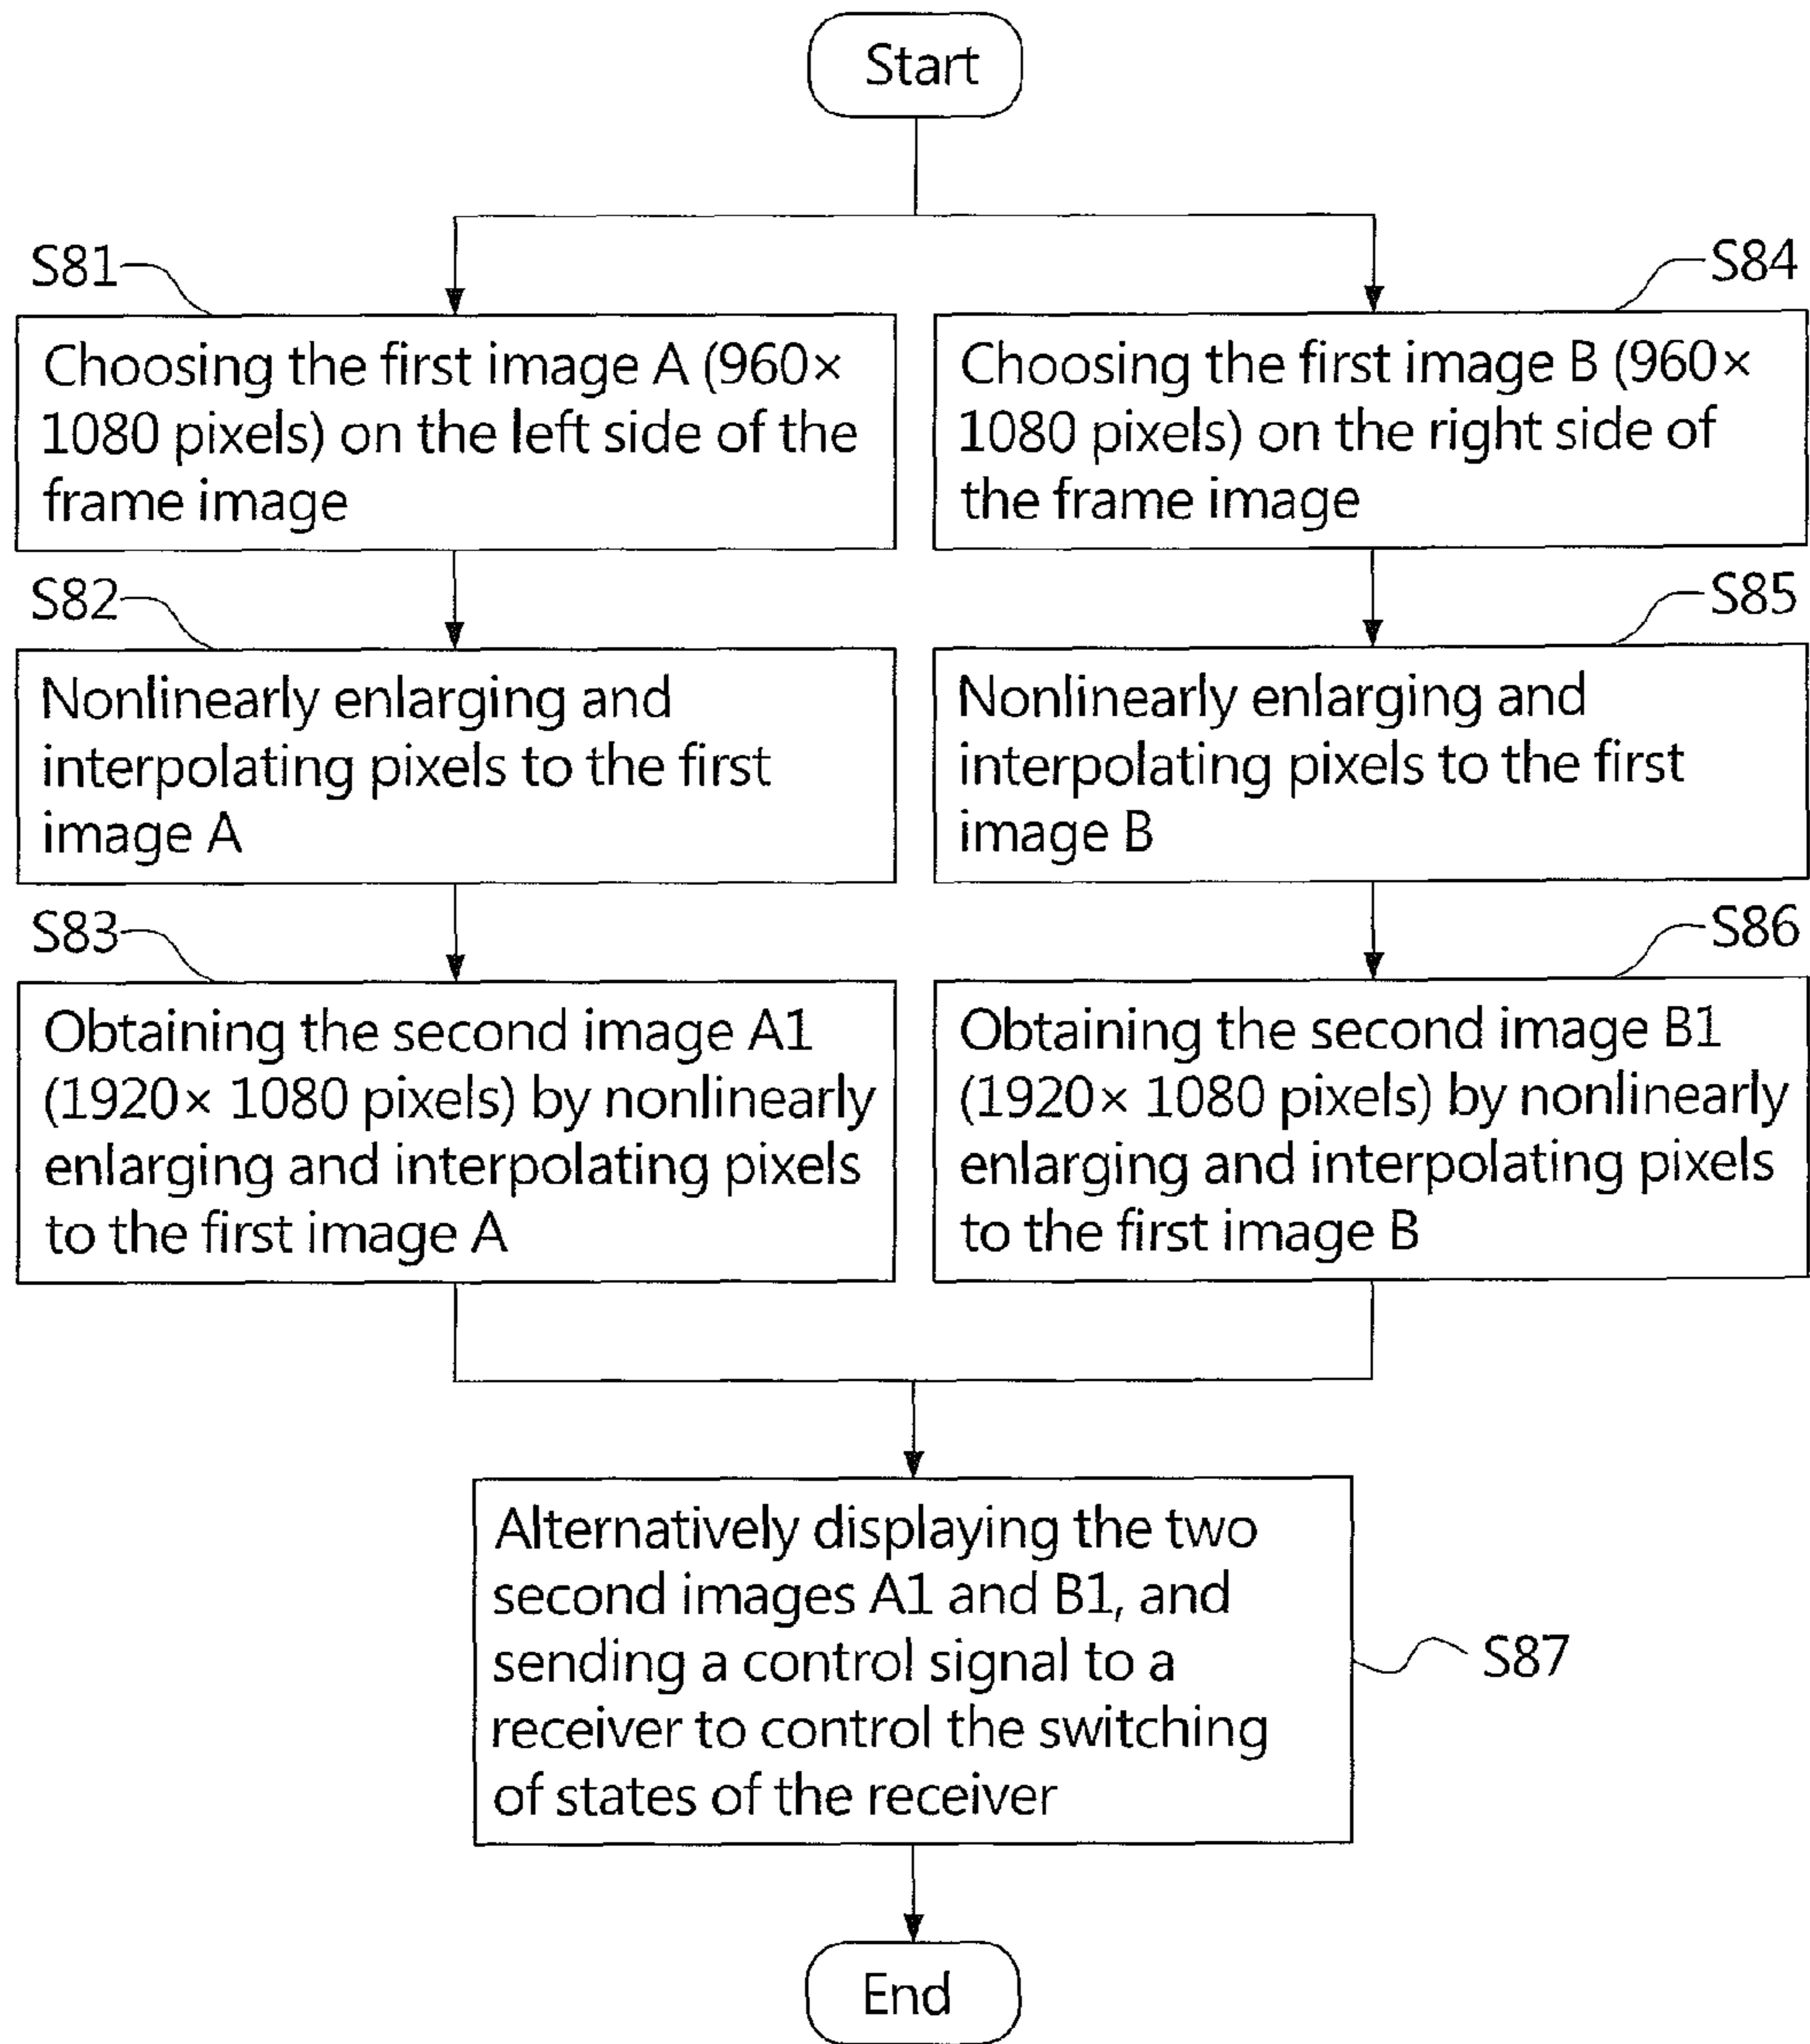 Start
S81
Choosing the first image A (960×
1080 pixels) on the left side of the
frame image
S82
Nonlinearly enlarging and
interpolating pixels to the first
image A
S83
Obtaining the second image A1
(1920× 1080 pixels) by nonlinearly
enlarging and interpolating pixels
to the first image A
S84
Choosing the first image B (960×
1080 pixels) on the right side of
the frame image
S85
Nonlinearly enlarging and
interpolating pixels to the first
image B
S86
Obtaining the second image B1
(1920× 1080 pixels) by nonlinearly
enlarging and interpolating pixels
to the first image B
Alternatively displaying the two
second images A1 and B1, and
sending a control signal to a
receiver to control the switching
of states of the receiver
S87
End